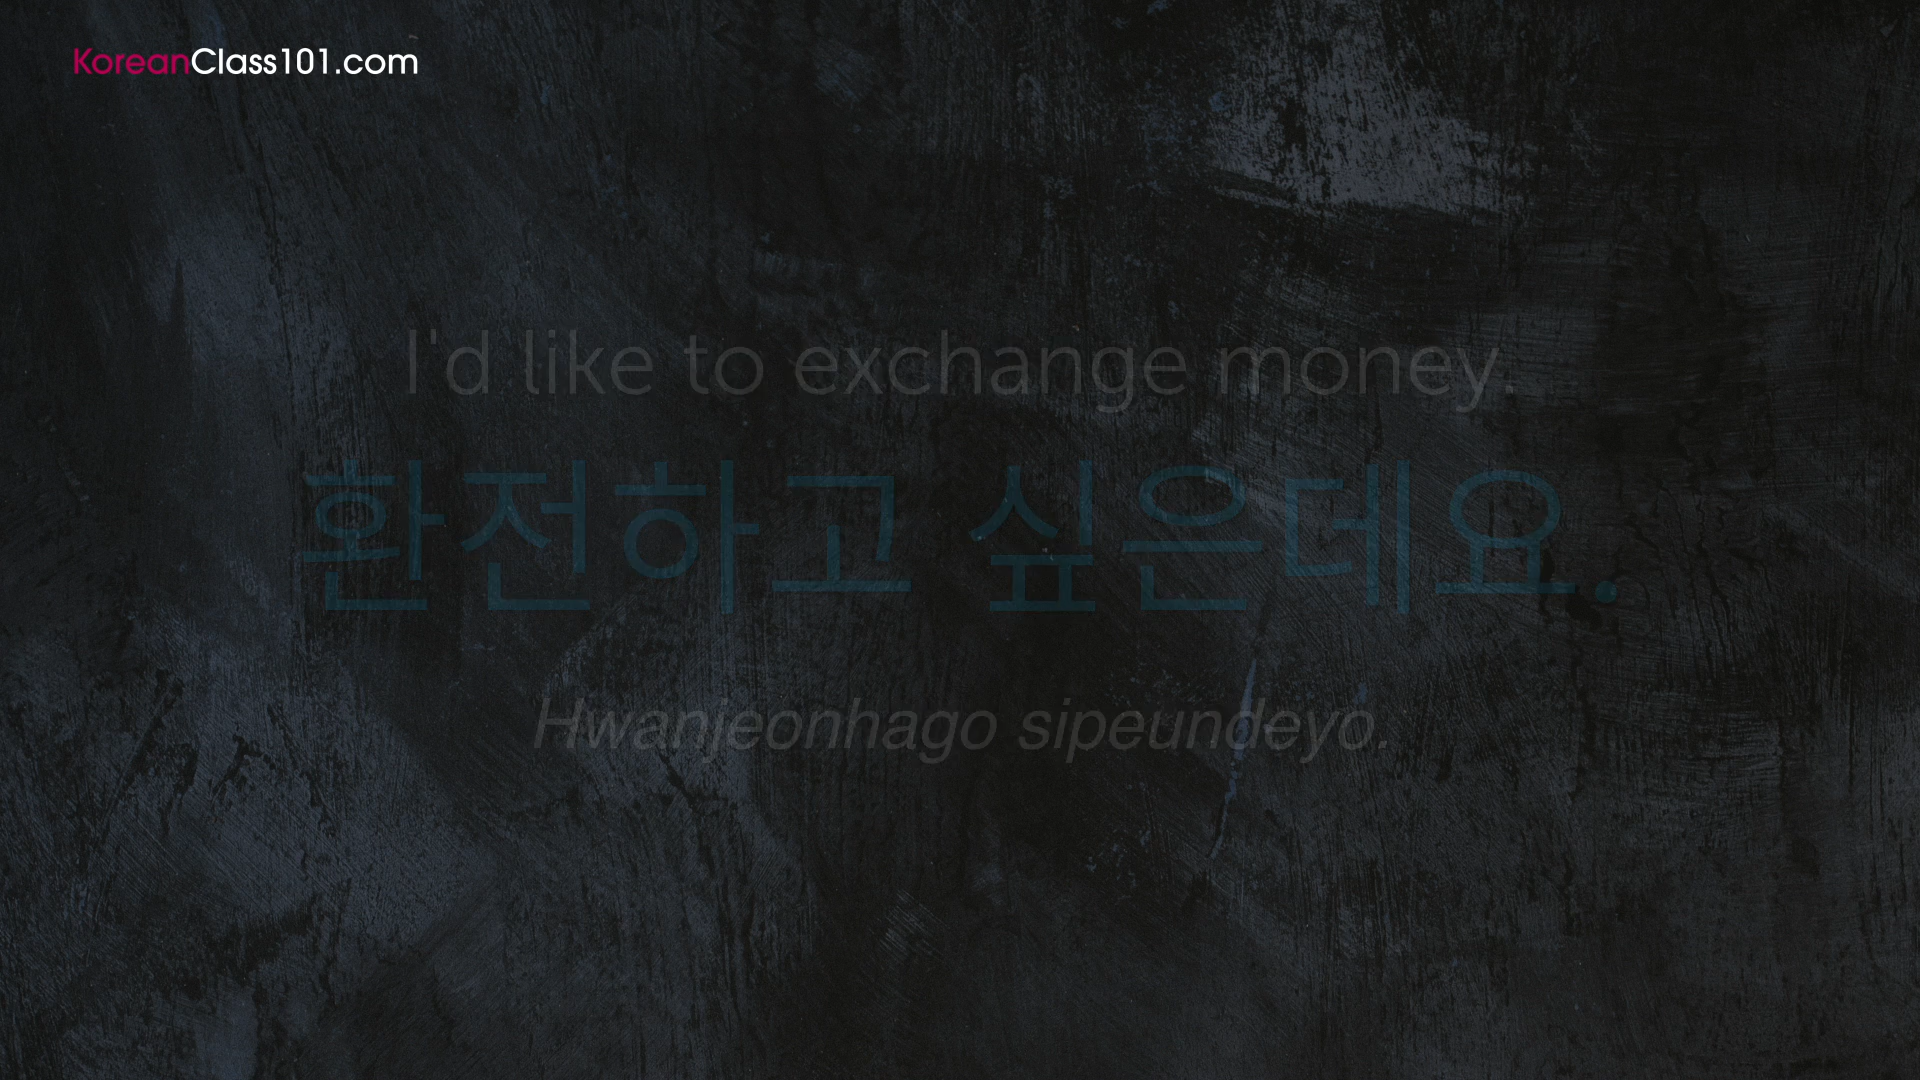 KoreanClass101.com
I'd like to exchange money.
환전하고 싶은데요.
Hwanjeonhago sipeundeyo.